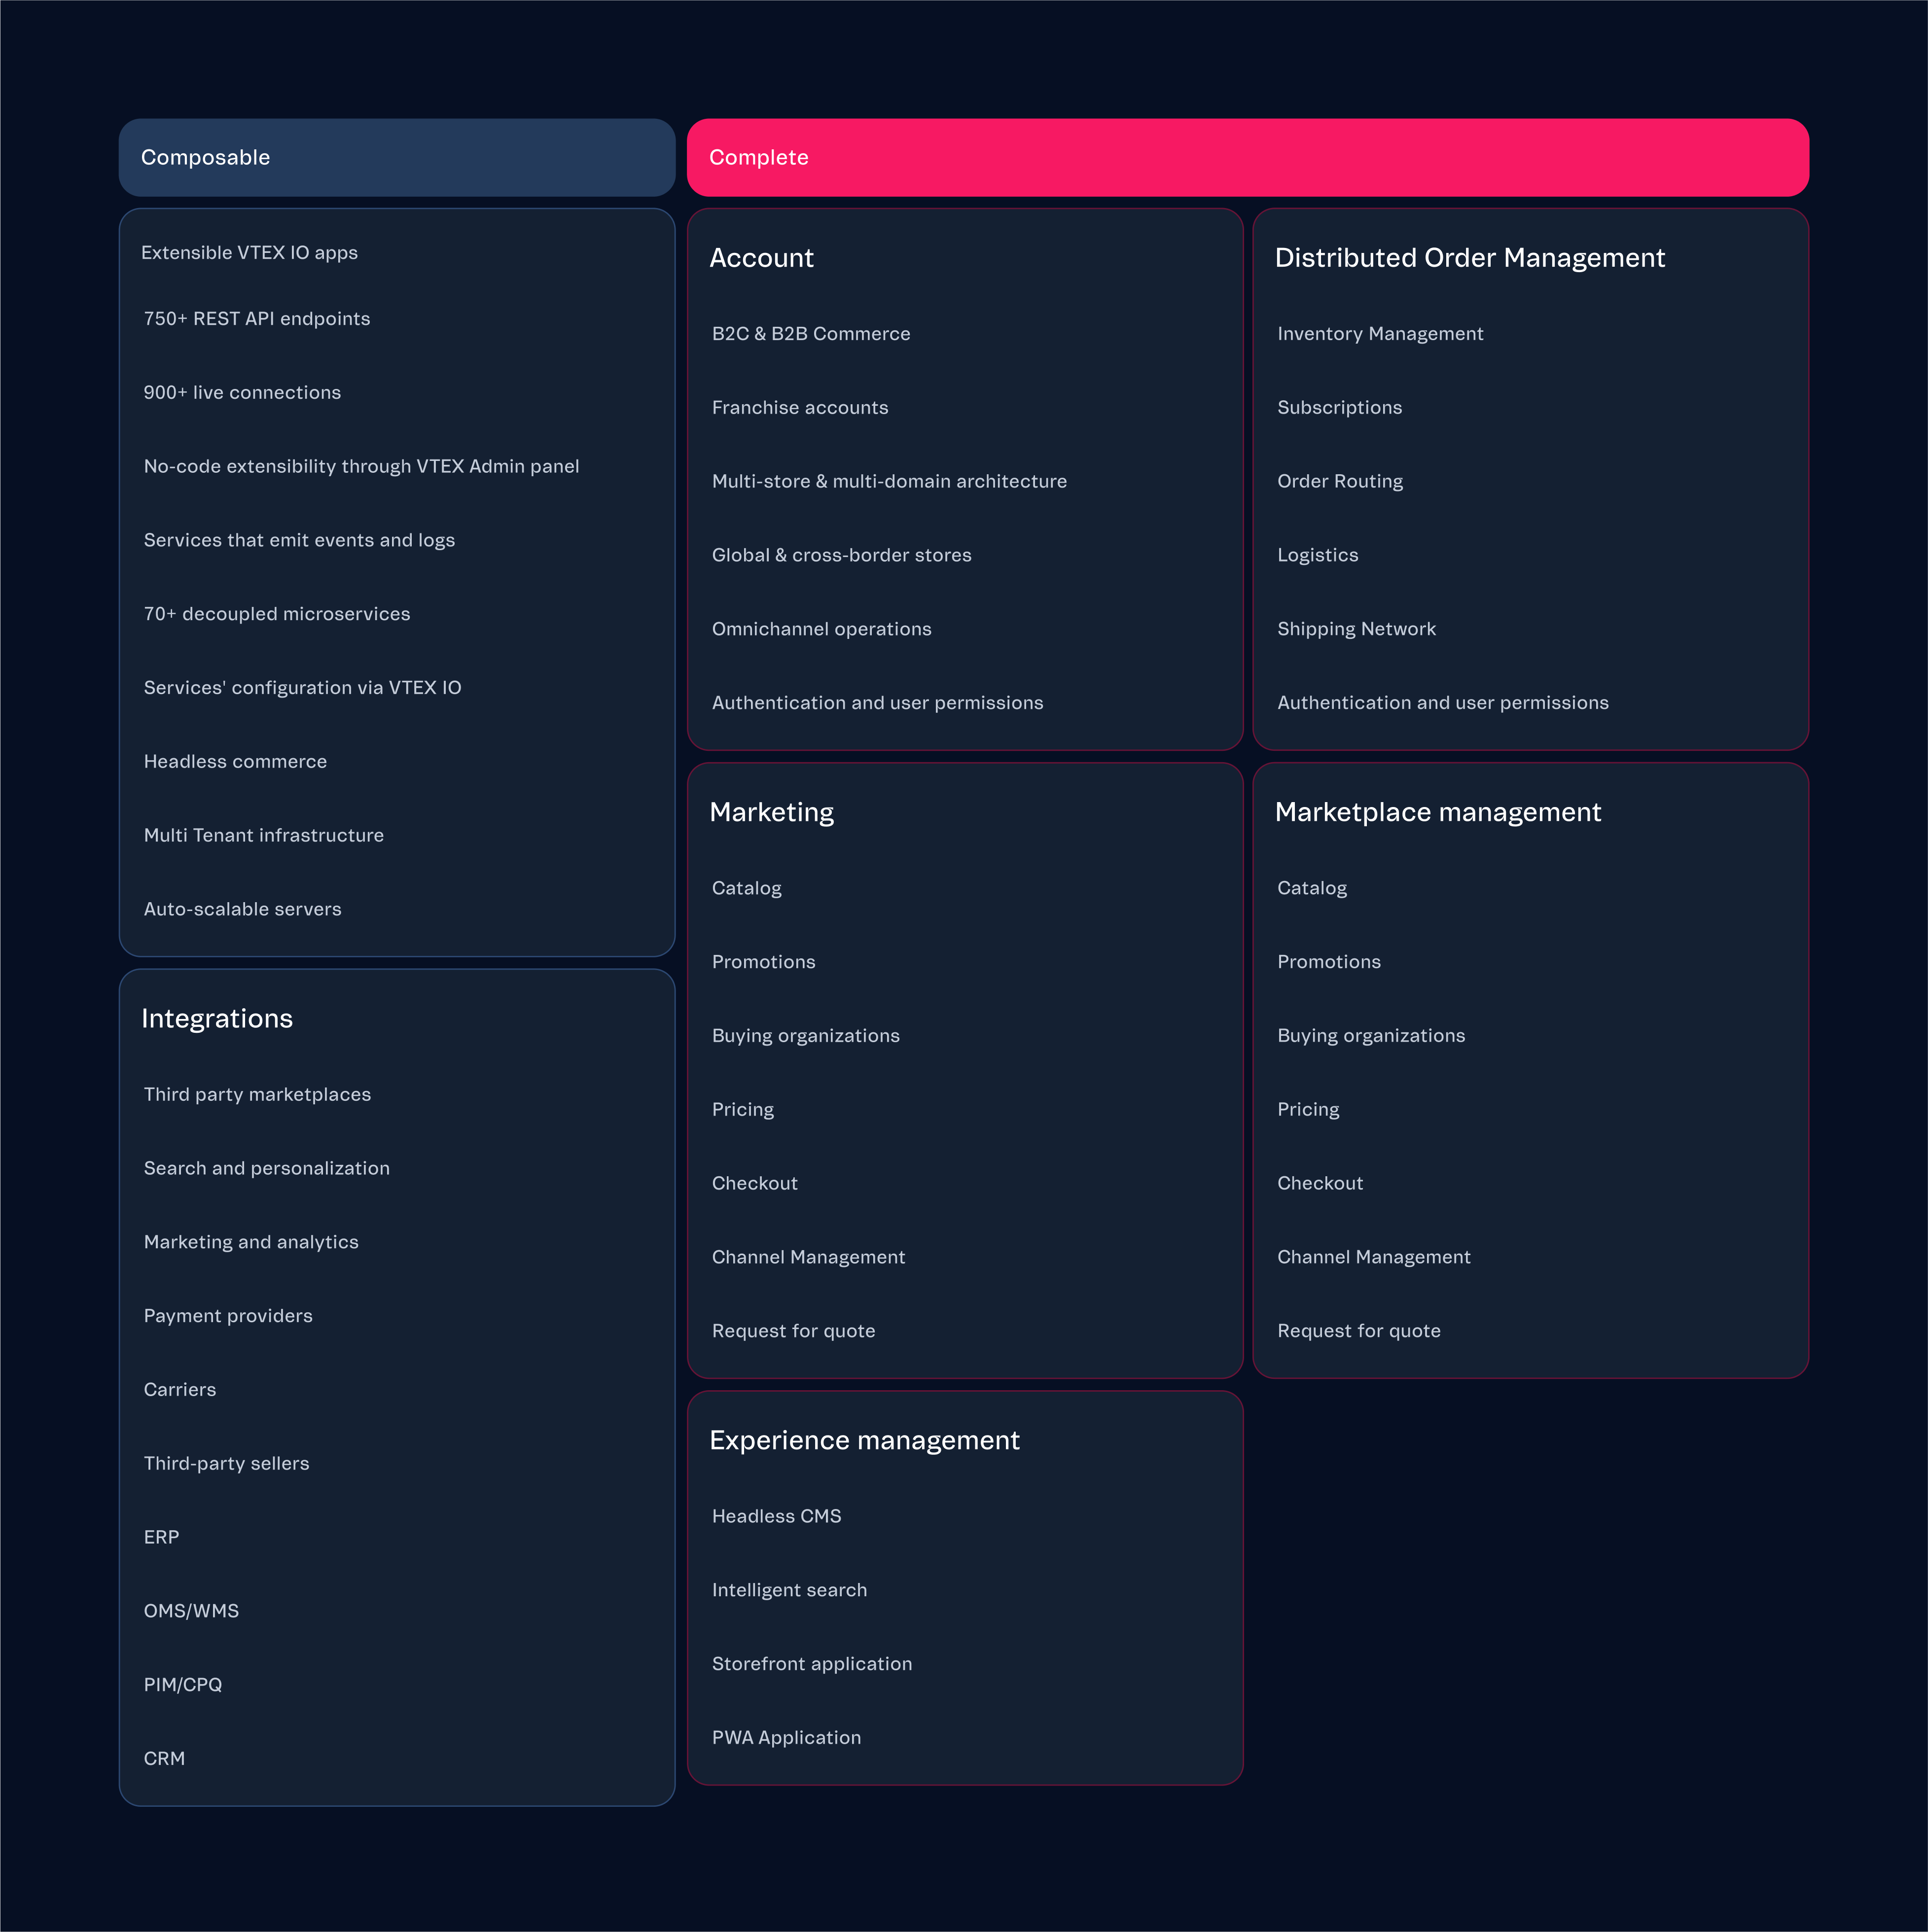 Composable
Extensible VTEX IO apps
750+ REST API endpoints
900+ live connections
No-code extensibility through VTEX Admin panel
Services that emit events and logs
70+ decoupled microservices
Services' configuration via VTEX IO
Headless commerce
Multi Tenant infrastructure
Auto-scalable servers
Integrations
Third party marketplaces
Search and personalization
Marketing and analytics
Payment providers
Carriers
Third-party sellers
ERP
OMS/WMS
PIM/CPQ
CRM
Complete
Account
B2C & B2B Commerce
Franchise accounts
Multi-store & multi-domain architecture
Global & cross-border stores
Omnichannel operations
Authentication and user permissions
Distributed Order Management
Inventory Management
Subscriptions
Order Routing
Logistics
Shipping Network
Authentication and user permissions
Marketing
Catalog
Promotions
Buying organizations
Pricing
Checkout
Channel Management
Request for quote
Marketplace management
Catalog
Promotions
Buying organizations
Pricing
Checkout
Channel Management
Request for quote
Experience management
Headless CMS
Intelligent search
Storefront application
PWA Application